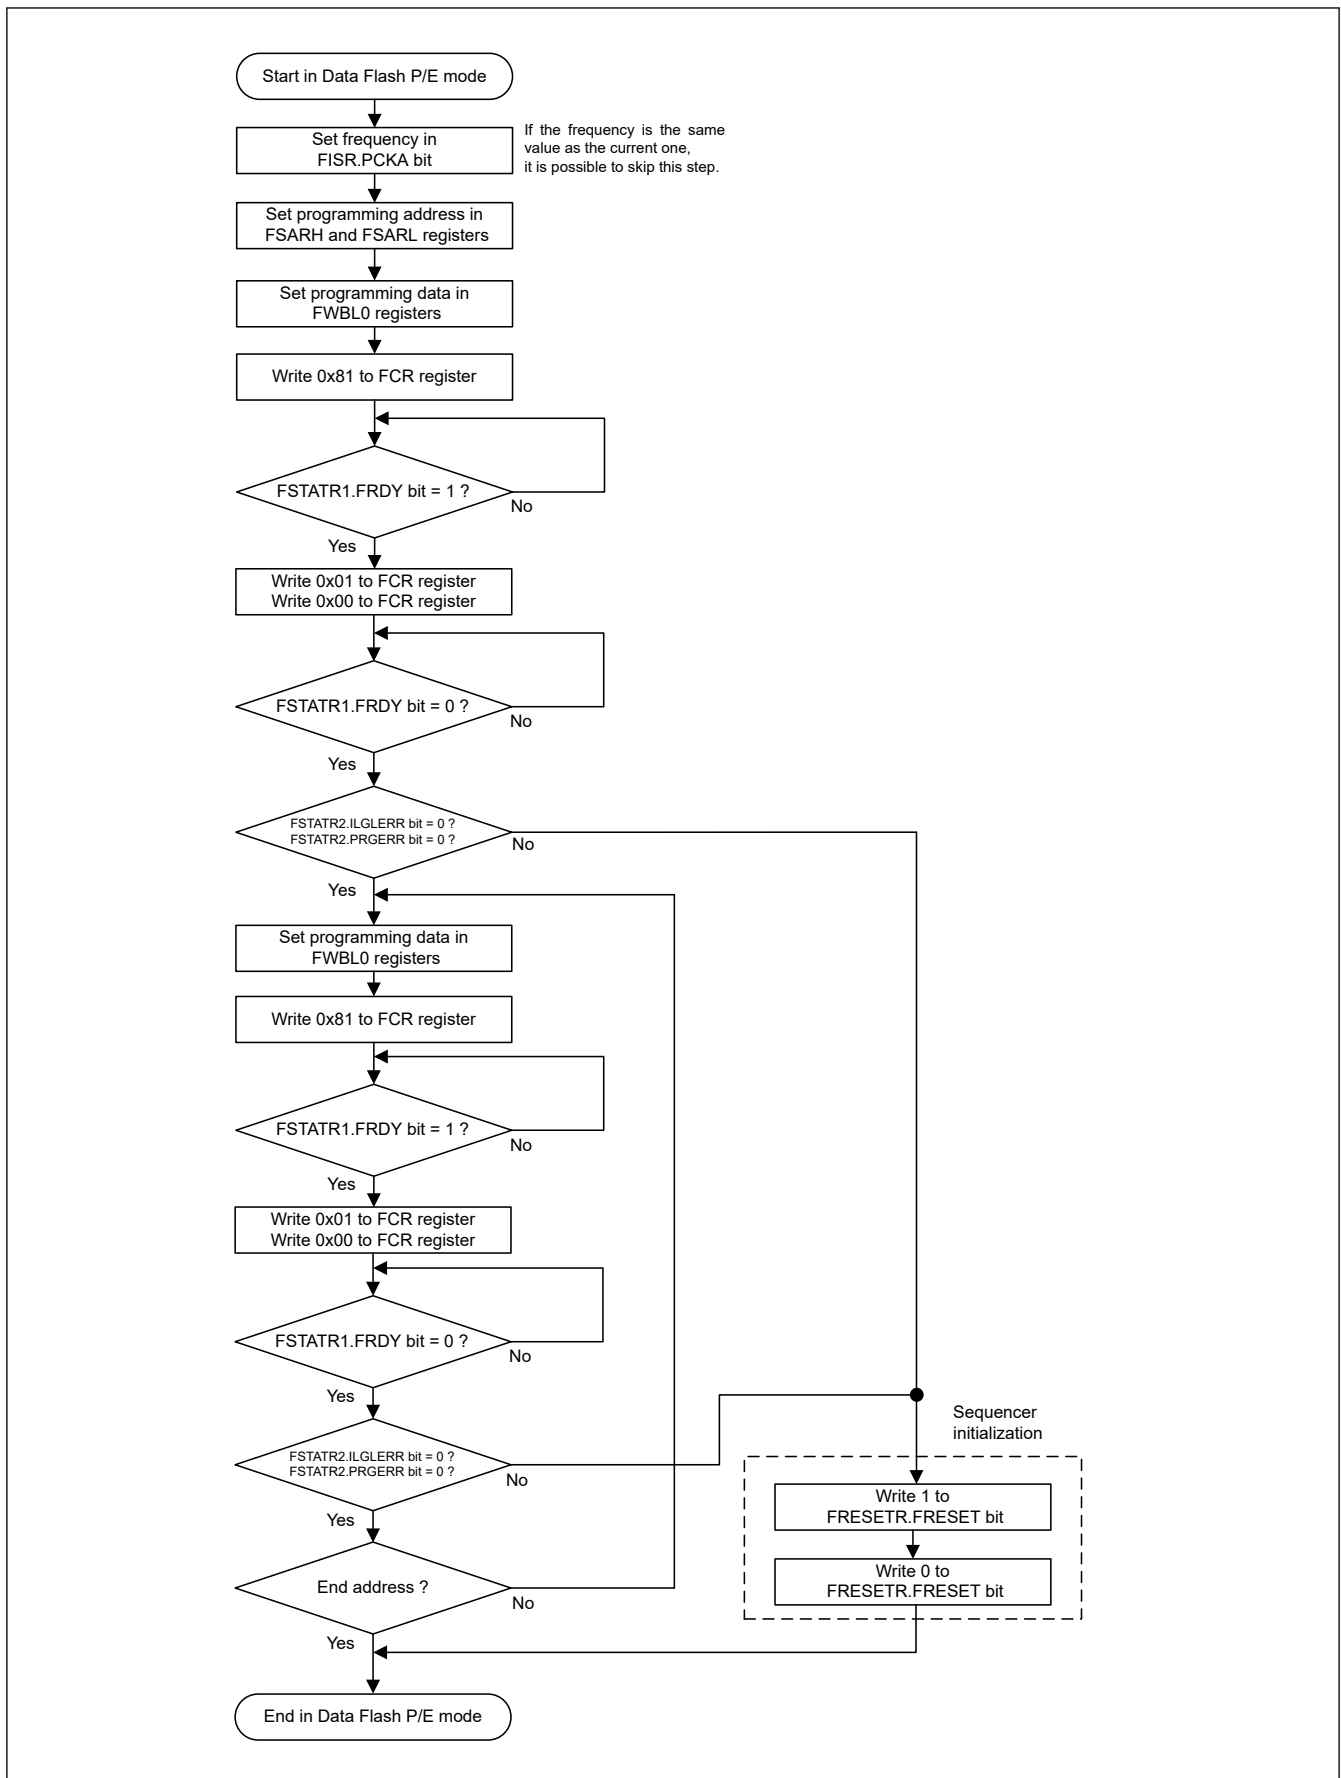 Start in Data Flash P/E mode
Set frequency in
FISR.PCKA bit
If the frequency is the same
value as the current one,
it is possible to skip this step.
Set programming address in
FSARH and FSARL registers
Set programming data in
FWBL0 registers
Write 0x81 to FCR register
FSTATR1.FRDY bit = 1 ?
No
Yes
Write 0x01 to FCR register
Write 0x00 to FCR register
FSTATR1.FRDY bit = 0 ?
No
Yes
FSTATR2.ILGLERR bit = 0 ?
FSTATR2.PRGERR bit = 0 ?
No
Yes
Set programming data in
FWBL0 registers
Write 0x81 to FCR register
FSTATR1.FRDY bit = 1 ?
No
Yes
Write 0x01 to FCR register
Write 0x00 to FCR register
FSTATR1.FRDY bit = 0 ?
No
Yes
FSTATR2.ILGLERR bit = 0 ?
FSTATR2.PRGERR bit = 0 ?
No
Yes
Sequencer
initialization
Write 1 to
FRESETR.FRESET bit
Write 0 to
FRESETR.FRESET bit
End address ?
No
Yes
End in Data Flash P/E mode